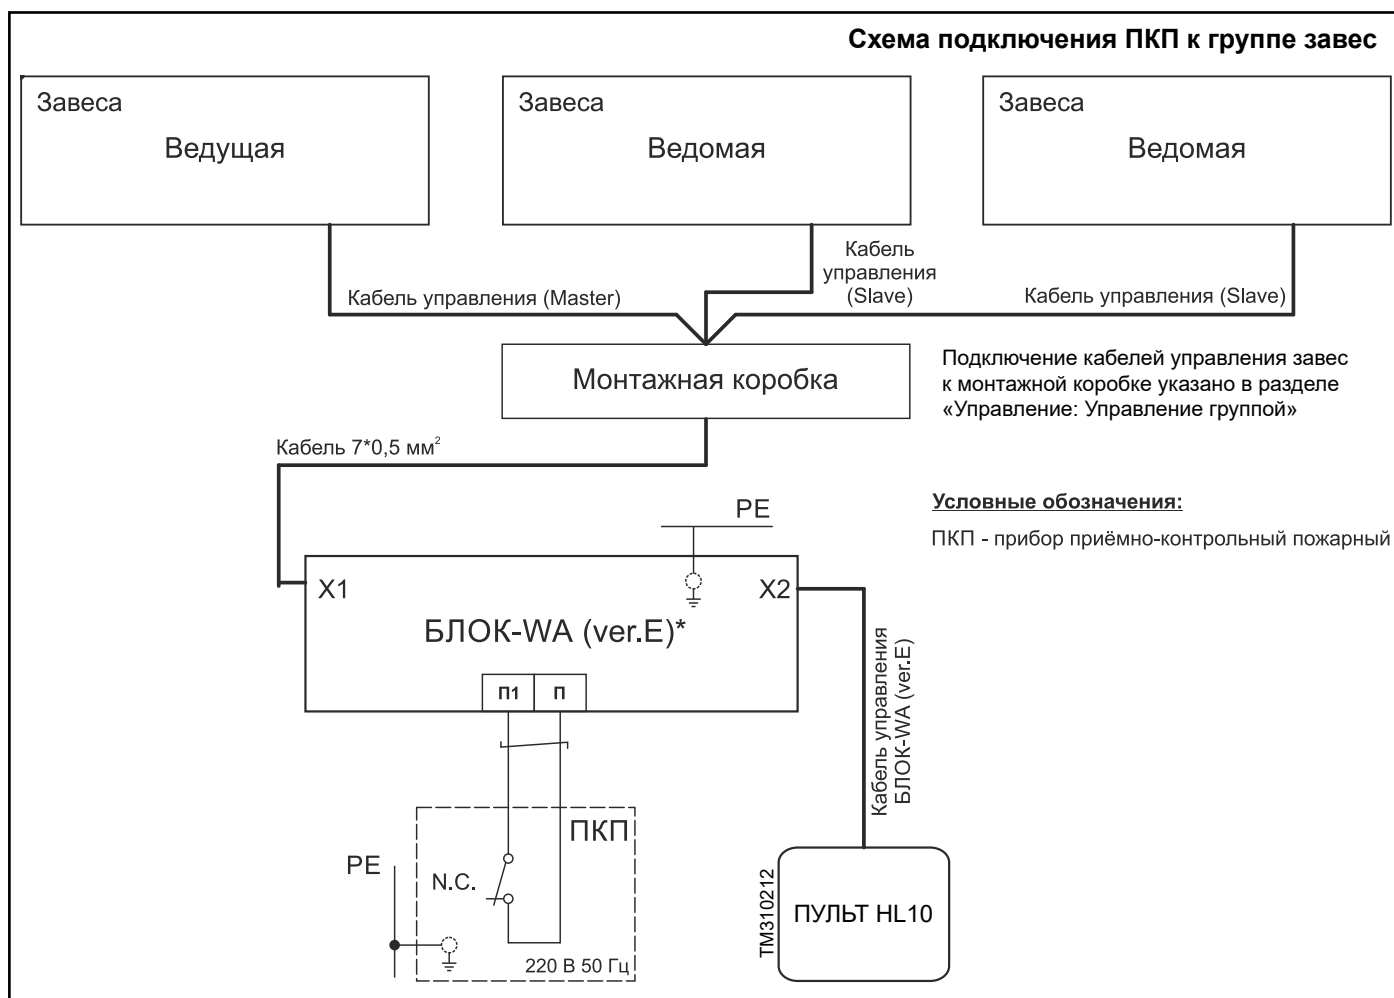 Схема подключения ПКП к группе завес
Завеса
Ведущая
Завеса
Ведомая
Завеса
Ведомая
Кабель управления (Master)
Кабель
управления
(Slave)
Кабель управления (Slave)
Монтажная коробка
Подключение кабелей управления завес
к монтажной коробке указано в разделе
«Управление: Управление группой»
Кабель 7*0,5 мм²
Условные обозначения:
ПКП - прибор приёмно-контрольный пожарный
PE
X1
X2
БЛОК-WA (ver.E)*
П1
П
Кабель управления
БЛОК-WA (ver.E)
ПКП
PE
N.C.
220 В 50 Гц
TM310212
ПУЛЬТ HL10